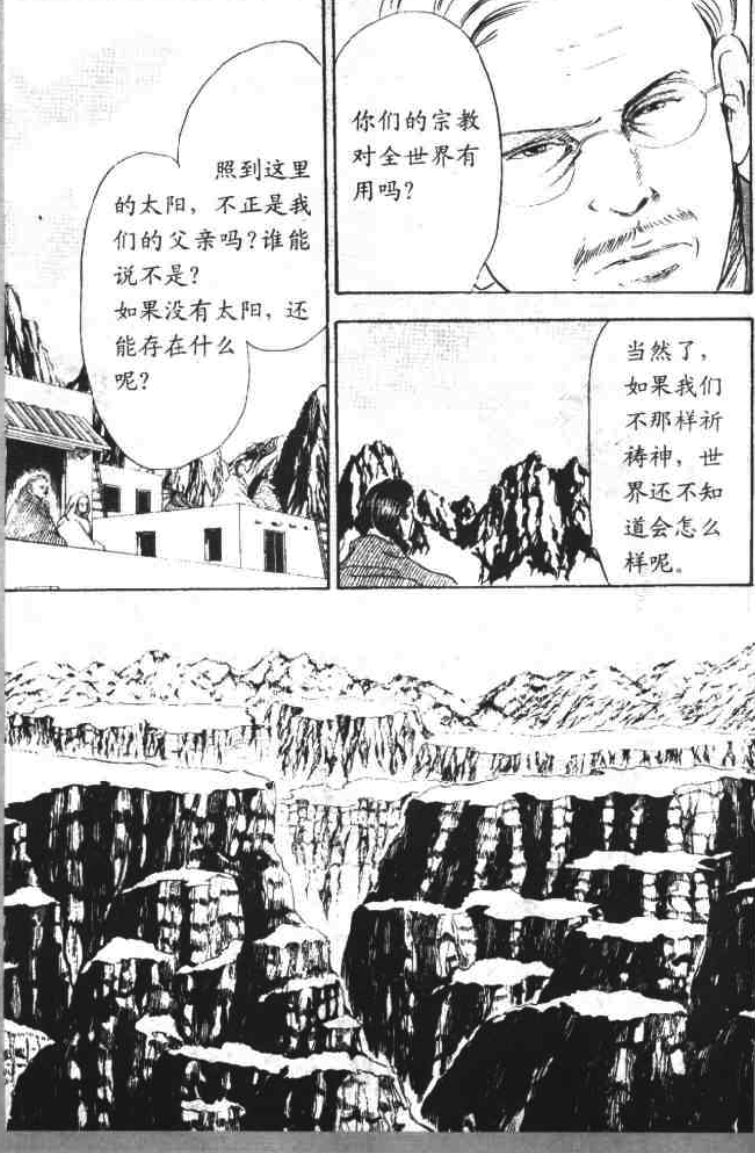 你们的宗教
对全世界有
用吗？
当然了，
如果我们
不那样祈
祷神，世
界还不知
道会怎么
样呢。
照到这里
的太阳，不正是我
们的父亲吗？谁能
说不是？
如果没有太阳，还
能存在什么
呢？